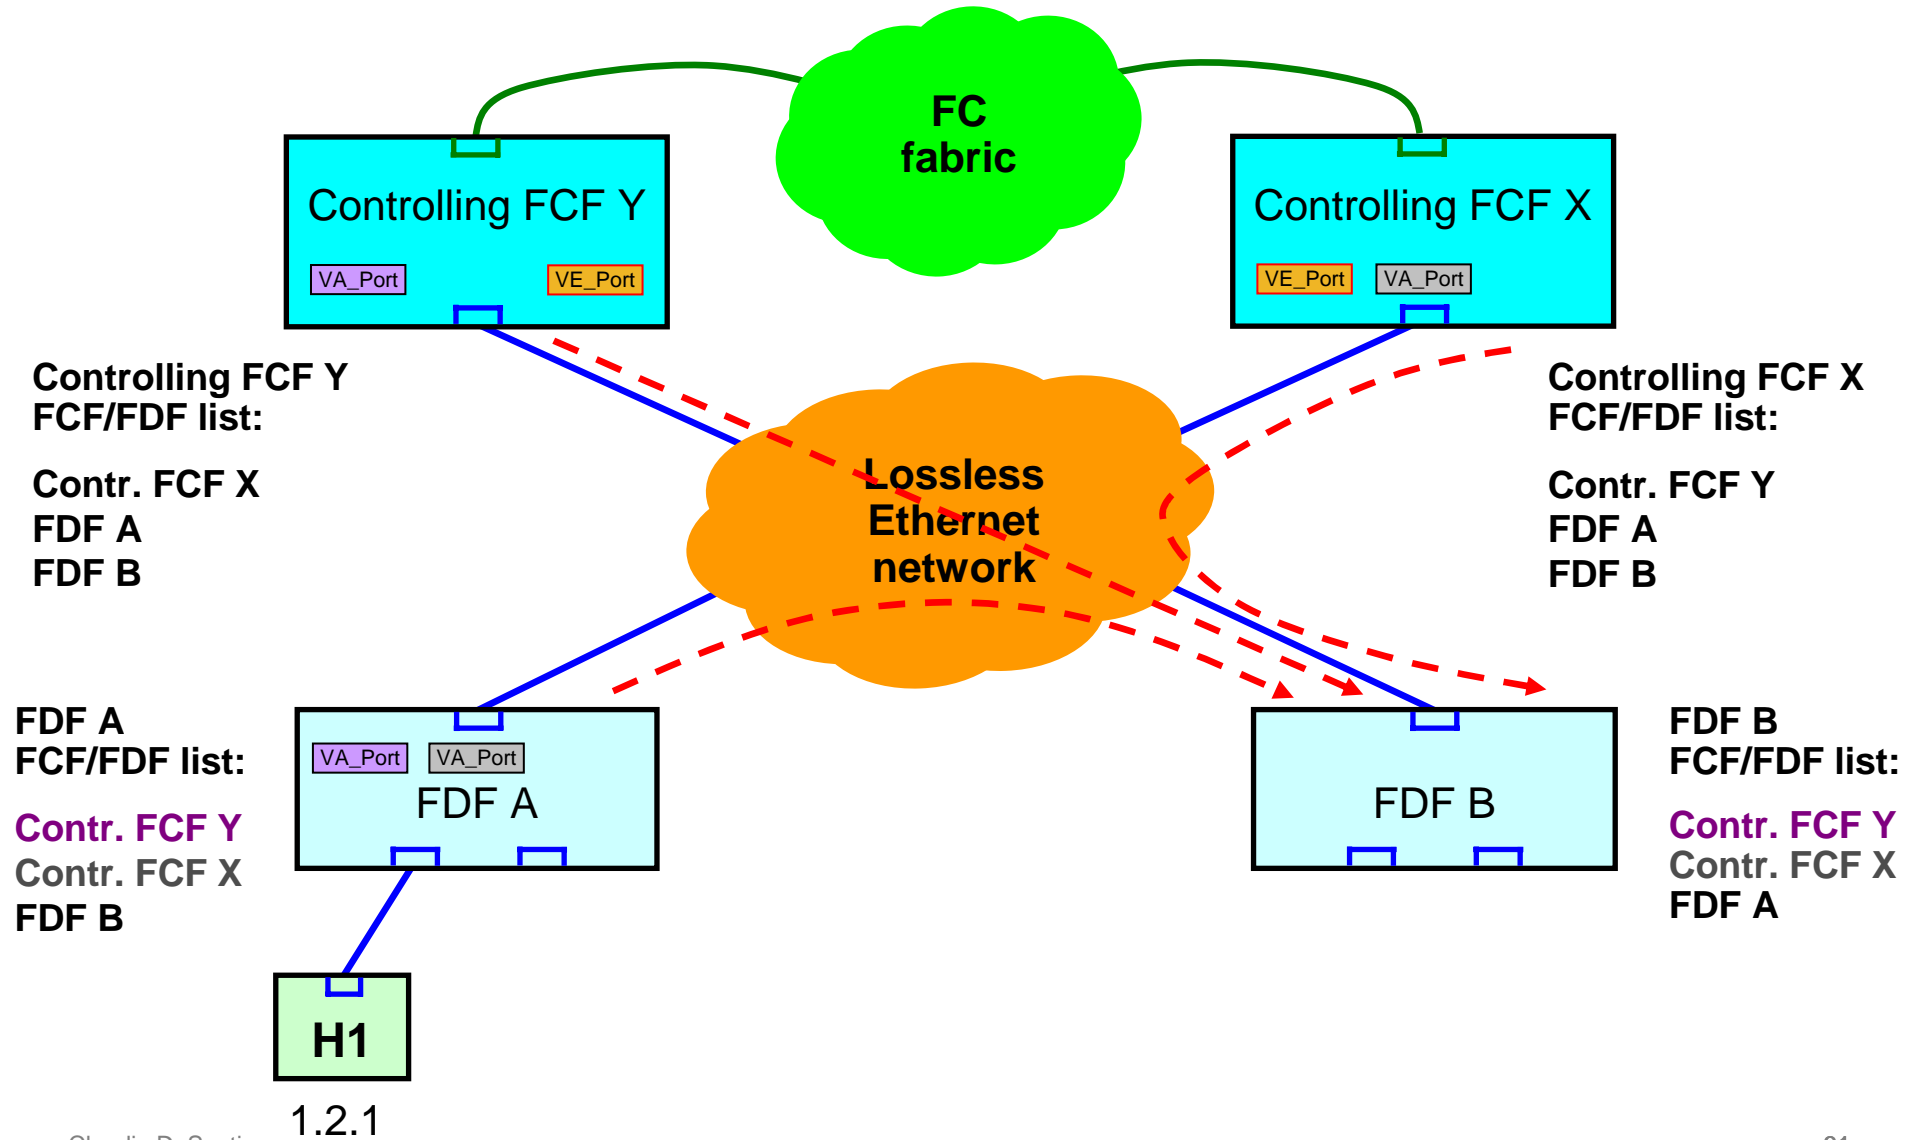 FC
fabric
Controlling FCF Y
VA_Port
VE_Port
Controlling FCF X
VE_Port
VA_Port
Controlling FCF Y
FCF/FDF list:
Contr. FCF X
FDF A
FDF B
Lossless
Ethernet
network
Controlling FCF X
FCF/FDF list:
Contr. FCF Y
FDF A
FDF B
FDF A
FCF/FDF list:
Contr. FCF Y
Contr. FCF X
FDF B
VA_Port
VA_Port
FDF A
FDF B
FDF B
FCF/FDF list:
Contr. FCF Y
Contr. FCF X
FDF A
H1
1.2.1